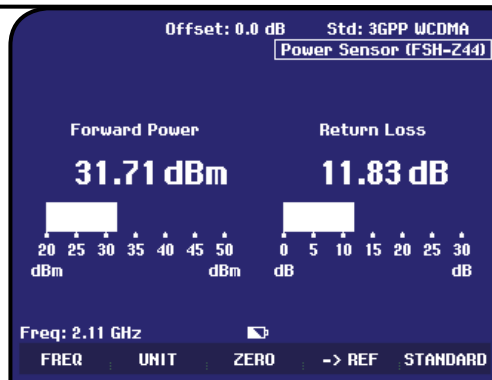 Offset: 0.0 dB Std: 3GPP WCDMA
Power Sensor (FSH-Z44)
Forward Power Return Loss
31.71 dBm 11.83 dB
20 25 30 35 40 45 50 0 5 10 15 20 25 30
dBm dBm dB dB
Freq: 2.11 GHz
FREQ UNIT ZERO -> REF STANDARD